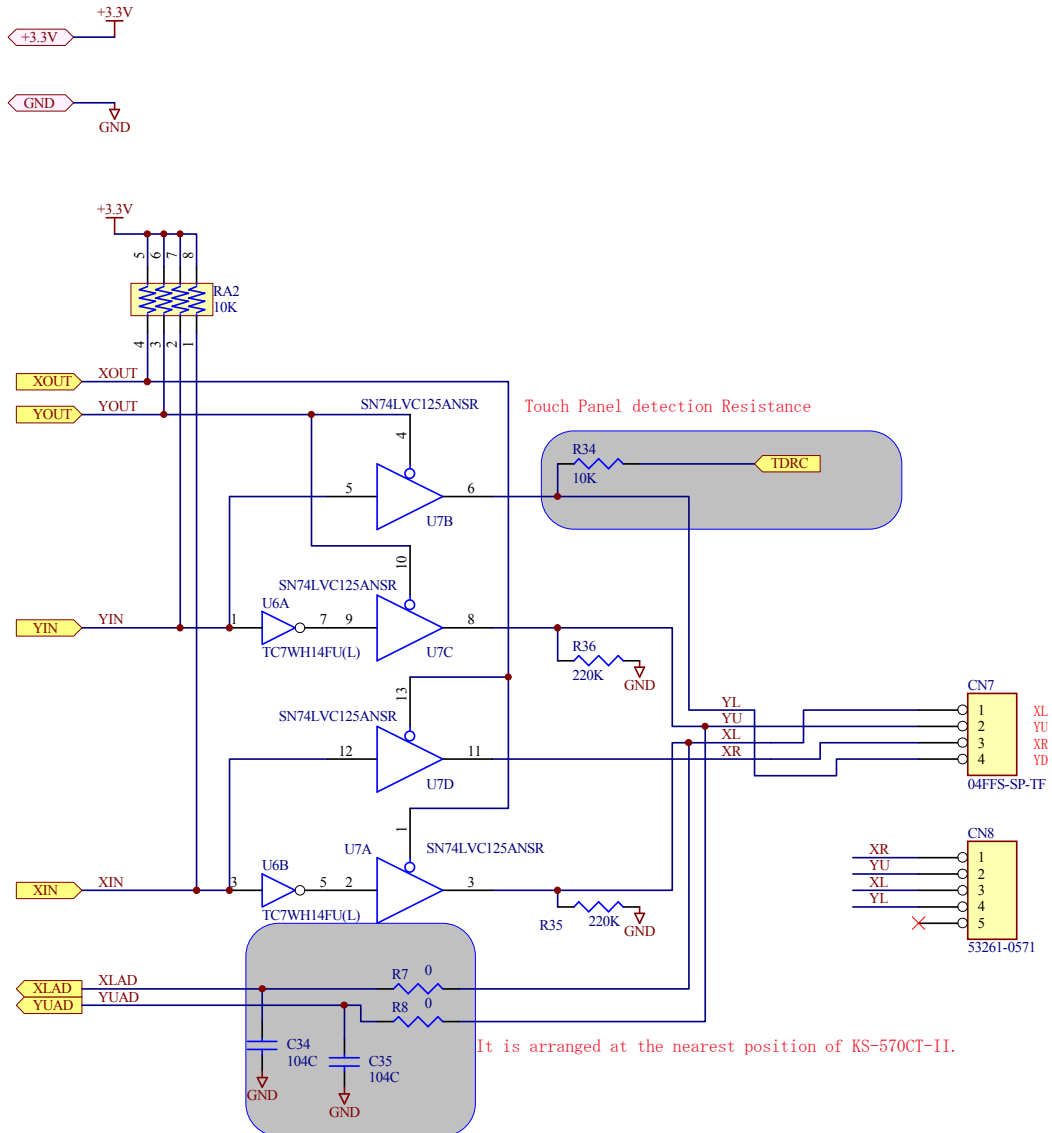 +3.3V
+3.3V
GND
GND
+3.3V
5
6
7
8
RA2
10K
4
3
2
1
XOUT
XOUT
YOUT
YOUT
SN74LVC125ANSR
Touch Panel detection Resistance
4
R34
10K
TDRC
5
6
U7B
10
SN74LVC125ANSR
U6A
YIN
YIN
1
7
9
8
TC7WH14FU(L)
U7C
R36
220K
GND
13
SN74LVC125ANSR
YL
YU
XL
XR
12
11
U7D
CN7
1
XL
2
YU
3
XR
4
YD
04FFS-SP-TF
1
U7A
SN74LVC125ANSR
U6B
XIN
XIN
3
5
2
3
TC7WH14FU(L)
R35
220K
GND
CN8
XR
1
YU
2
XL
3
YL
4
5
53261-0571
XLAD
XLAD
R7
0
YUAD
YUAD
R8
0
C34
104C
C35
104C
GND
GND
It is arranged at the nearest position of KS-570CT-II.